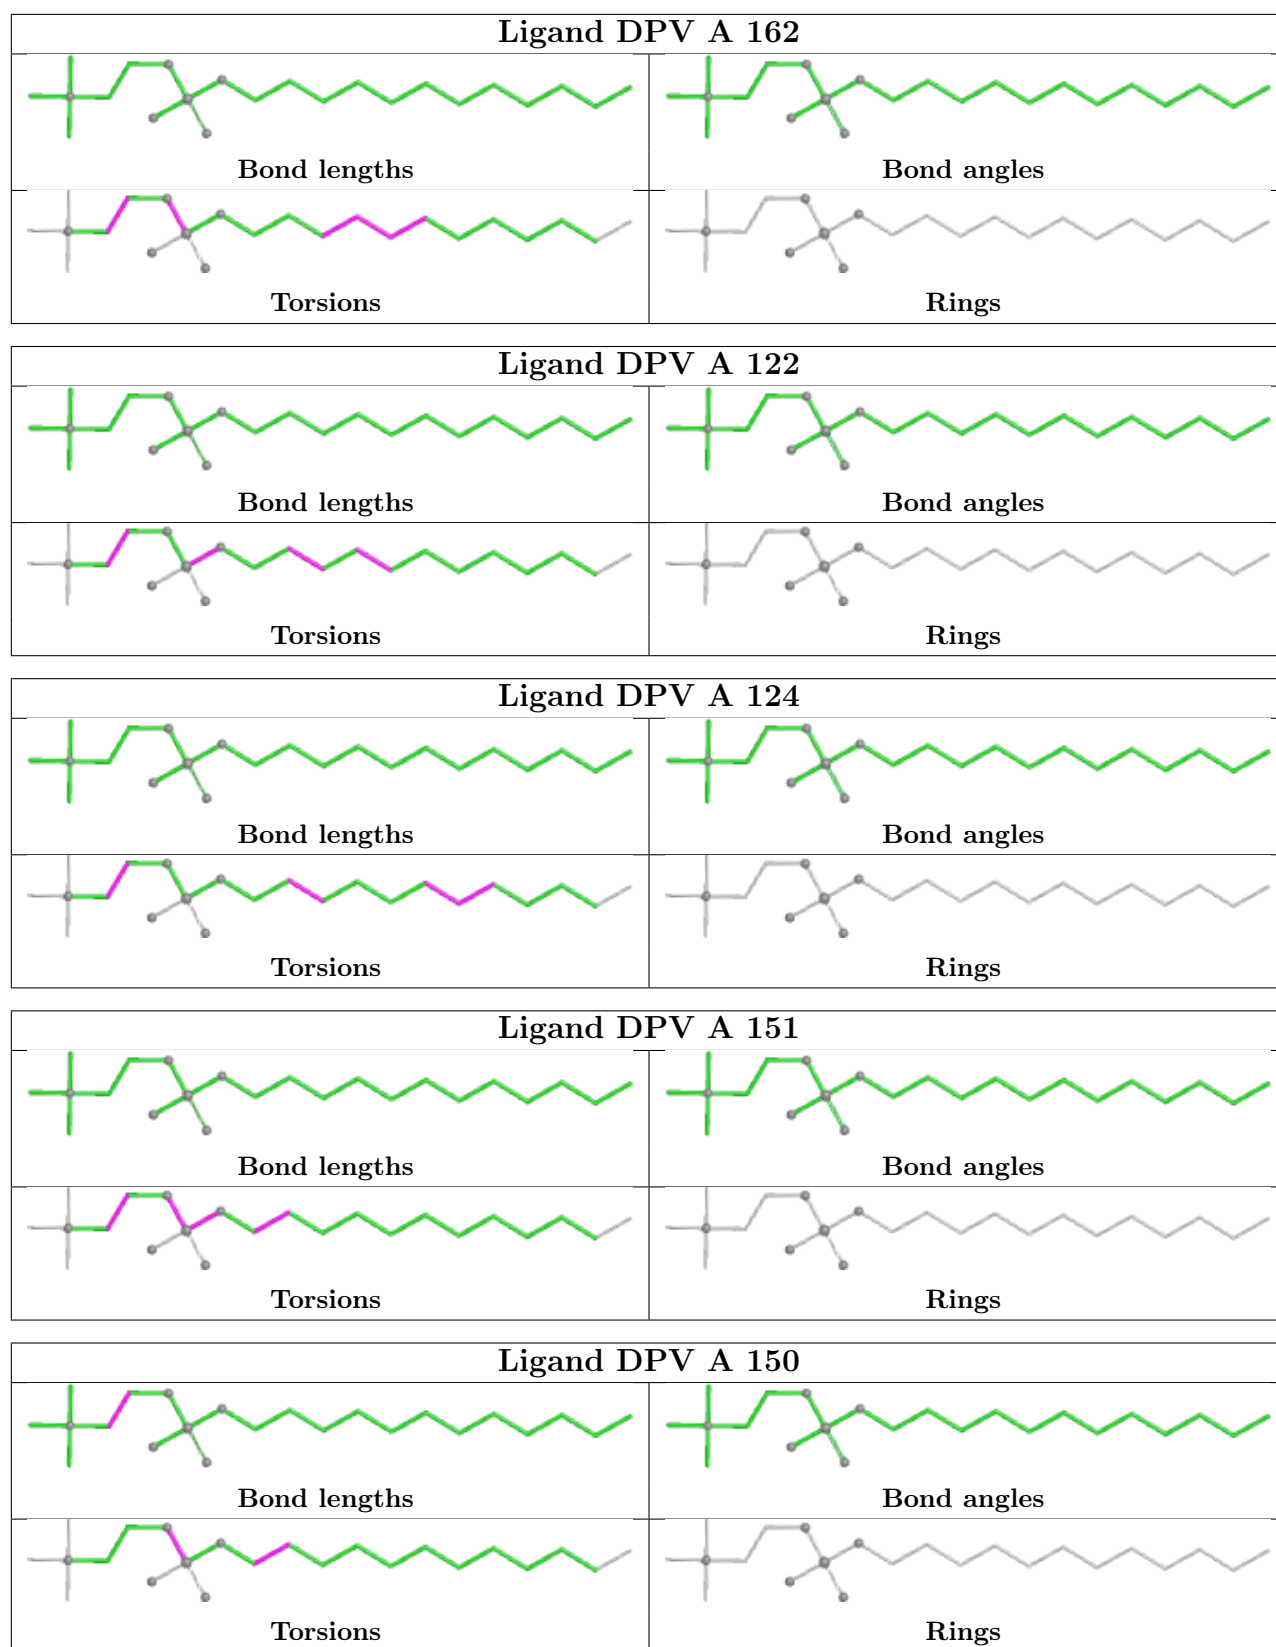 Ligand DPV A 162
Bond lengths
Bond angles
Torsions
Rings
Ligand DPV A 122
Bond lengths
Bond angles
Torsions
Rings
Ligand DPV A 124
Bond lengths
Bond angles
Torsions
Rings
Ligand DPV A 151
Bond lengths
Bond angles
Torsions
Rings
Ligand DPV A 150
Bond lengths
Bond angles
Torsions
Rings